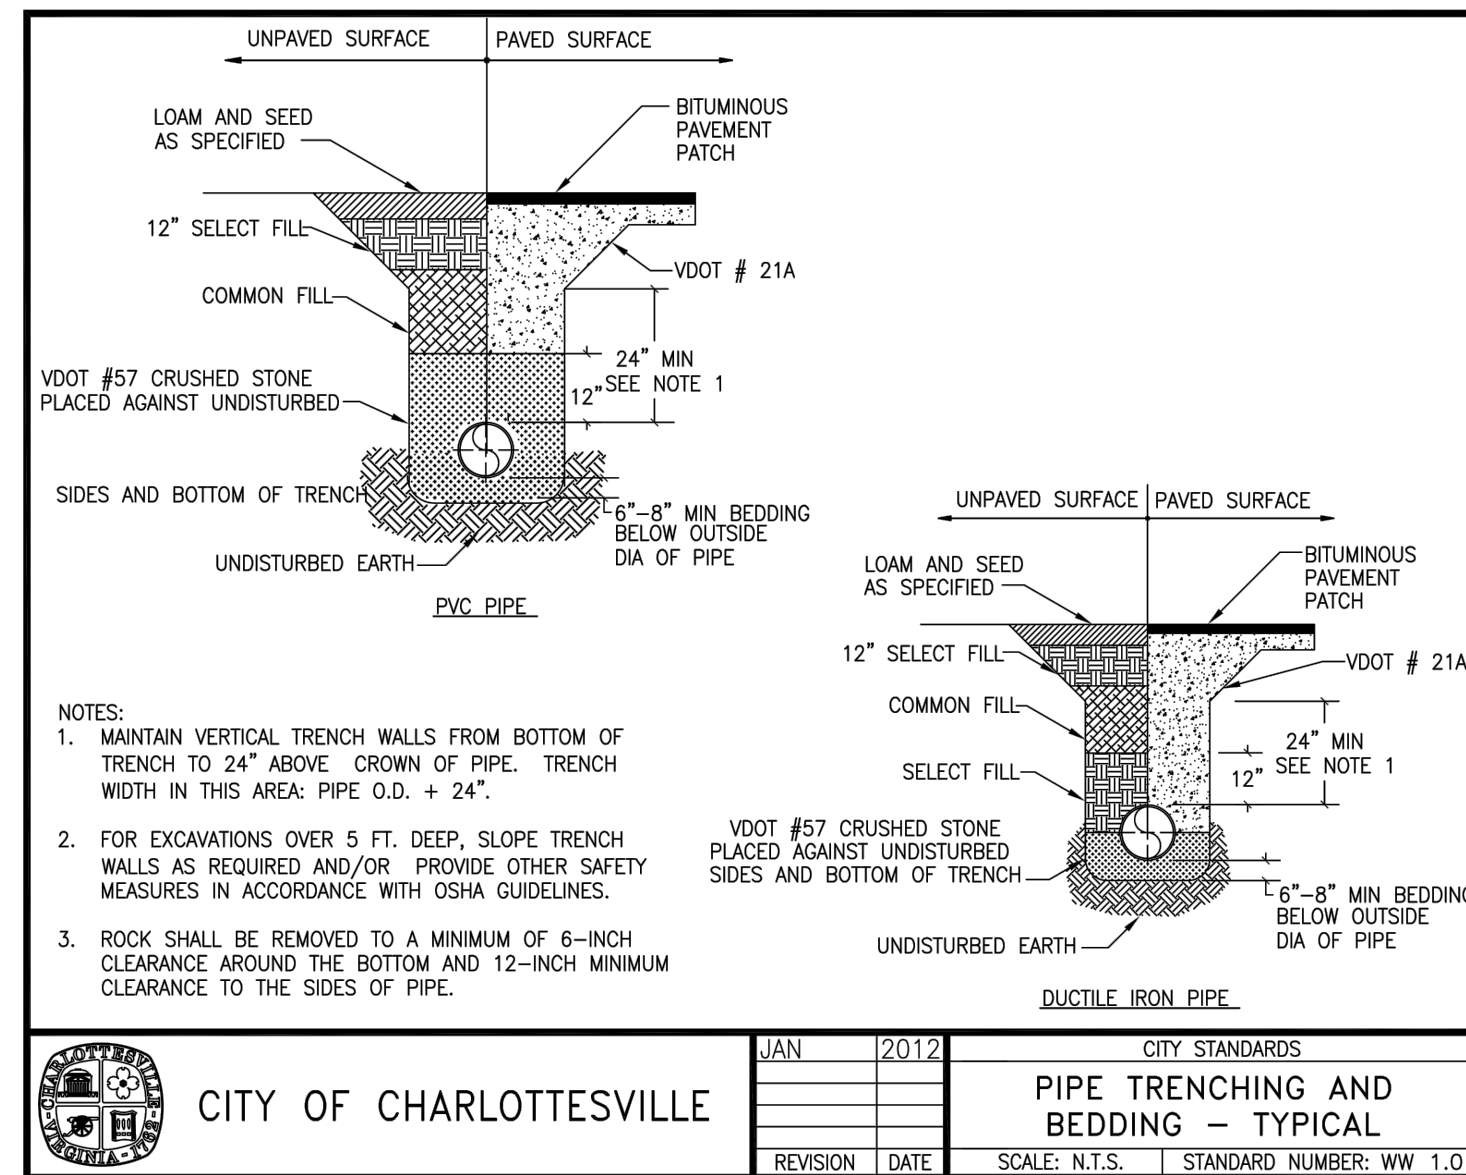 UNPAVED SURFACE
PAVED SURFACE
LOAM AND SEED
AS SPECIFIED
BITUMINOUS
PAVEMENT
PATCH
12" SELECT FILL
VDOT # 21A
COMMON FILL
24" MIN
SEE NOTE 1
12"
VDOT #57 CRUSHED STONE
PLACED AGAINST UNDISTURBED
SIDES AND BOTTOM OF TRENCH
6"–8" MIN BEDDING
BELOW OUTSIDE
DIA OF PIPE
UNDISTURBED EARTH
PVC PIPE
UNPAVED SURFACE
PAVED SURFACE
LOAM AND SEED
AS SPECIFIED
BITUMINOUS
PAVEMENT
PATCH
12" SELECT FILL
VDOT # 21A
COMMON FILL
24" MIN
SEE NOTE 1
12"
SELECT FILL
VDOT #57 CRUSHED STONE
PLACED AGAINST UNDISTURBED
SIDES AND BOTTOM OF TRENCH
6"–8" MIN BEDDING
BELOW OUTSIDE
DIA OF PIPE
UNDISTURBED EARTH
DUCTILE IRON PIPE
NOTES:
1. MAINTAIN VERTICAL TRENCH WALLS FROM BOTTOM OF
TRENCH TO 24" ABOVE CROWN OF PIPE. TRENCH
WIDTH IN THIS AREA: PIPE O.D. + 24".
2. FOR EXCAVATIONS OVER 5 FT. DEEP, SLOPE TRENCH
WALLS AS REQUIRED AND/OR PROVIDE OTHER SAFETY
MEASURES IN ACCORDANCE WITH OSHA GUIDELINES.
3. ROCK SHALL BE REMOVED TO A MINIMUM OF 6–INCH
CLEARANCE AROUND THE BOTTOM AND 12–INCH MINIMUM
CLEARANCE TO THE SIDES OF PIPE.
CHARLOTTESVILLE
VIRGINIA - 1762
CITY OF CHARLOTTESVILLE
JAN 2012
REVISION DATE
CITY STANDARDS
PIPE TRENCHING AND
BEDDING – TYPICAL
SCALE: N.T.S.
STANDARD NUMBER: WW 1.0